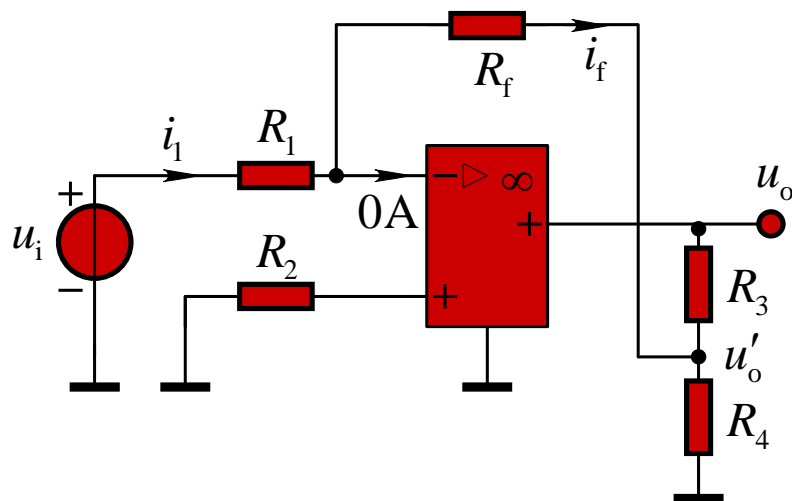 R_f
i_f
i_1
R_1
+
u_i
−
0A
− ▷ ∞
+
+
u_o
R_2
R_3
u'_o
R_4